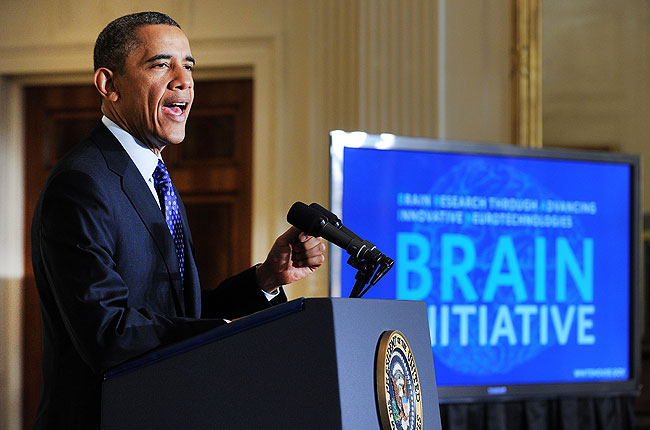 BRAIN RESEARCH THROUGH ADVANCING
INNOVATIVE NEUROTECHNOLOGIES
BRAIN
INITIATIVE
WHITEHOUSE.GOV